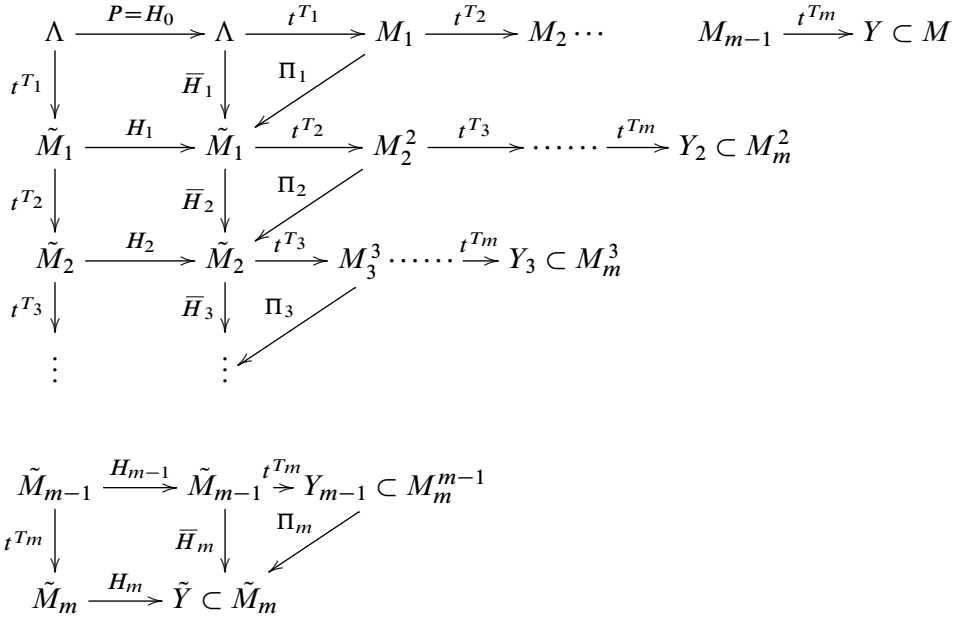 P=H₀ t^{T₁} t^{T₂} t^{T_m}
Λ Λ M₁ M₂ ⋯ M_{m−1} Y ⊂ M
t^{T₁} H̅₁ Π₁
H₁ t^{T₂} t^{T₃} t^{T_m}
M̃₁ M̃₁ M₂² ⋯⋯ Y₂ ⊂ M_m²
t^{T₂} H̅₂ Π₂
H₂ t^{T₃} t^{T_m}
M̃₂ M̃₂ M₃³ ⋯⋯ Y₃ ⊂ M_m³
t^{T₃} H̅₃ Π₃
⋮ ⋮
H_{m−1} t^{T_m}
M̃_{m−1} M̃_{m−1} Y_{m−1} ⊂ M_m^{m−1}
t^{T_m} H̅_m Π_m
H_m
M̃_m Ỹ ⊂ M̃_m